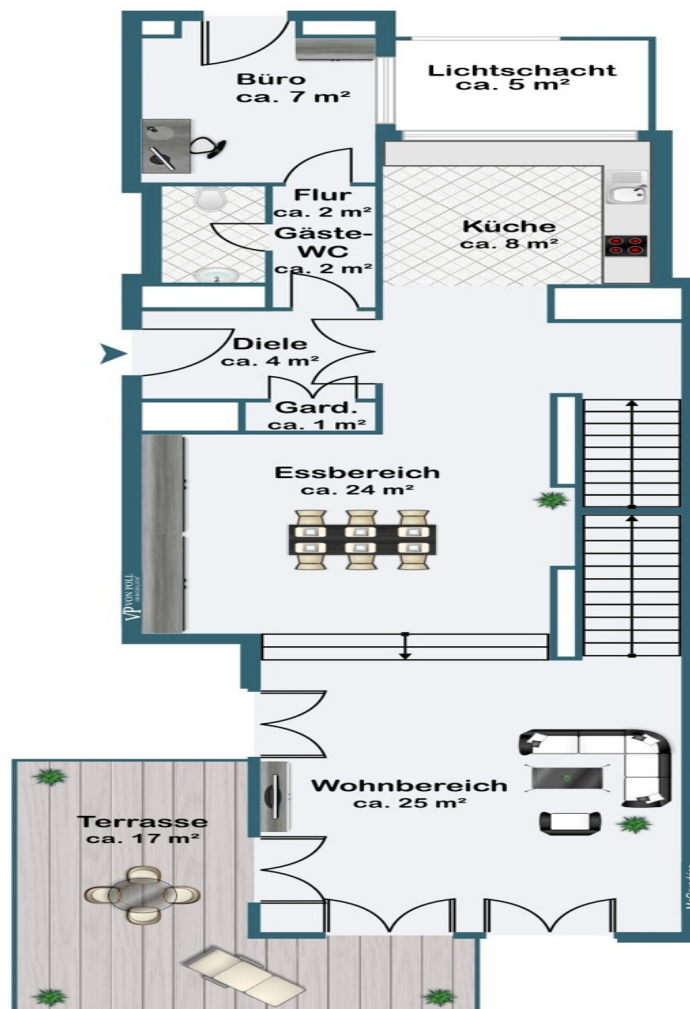 Büro
ca. 7 m²
Lichtschacht
ca. 5 m²
Flur
ca. 2 m²
Gäste-
WC
ca. 2 m²
Küche
ca. 8 m²
Diele
ca. 4 m²
Gard.
ca. 1 m²
Essbereich
ca. 24 m²
VP VON POLL
IMMOBILIEN
Wohnbereich
ca. 25 m²
Terrasse
ca. 17 m²